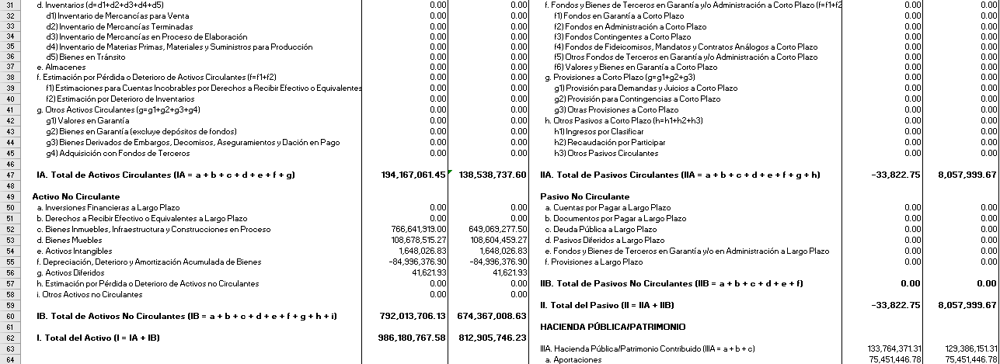 31 d. Inventarios (d=d1+d2+d3+d4+d5) 0.00 0.00 f. Fondos y Bienes de Terceros en Garantía y/o Administración a Corto Plazo (f=f1+f2 0.00 0.00
32 d1) Inventario de Mercancías para Venta 0.00 0.00 f1) Fondos en Garantía a Corto Plazo 0.00 0.00
33 d2) Inventario de Mercancías Terminadas 0.00 0.00 f2) Fondos en Administración a Corto Plazo 0.00 0.00
34 d3) Inventario de Mercancías en Proceso de Elaboración 0.00 0.00 f3) Fondos Contingentes a Corto Plazo 0.00 0.00
35 d4) Inventario de Materias Primas, Materiales y Suministros para Producción 0.00 0.00 f4) Fondos de Fideicomisos, Mandatos y Contratos Análogos a Corto Plazo 0.00 0.00
36 d5) Bienes en Tránsito 0.00 0.00 f5) Otros Fondos de Terceros en Garantía y/o Administración a Corto Plazo 0.00 0.00
37 e. Almacenes 0.00 0.00 f6) Valores y Bienes en Garantía a Corto Plazo 0.00 0.00
38 f. Estimación por Pérdida o Deterioro de Activos Circulantes (f=f1+f2) 0.00 0.00 g. Provisiones a Corto Plazo (g=g1+g2+g3) 0.00 0.00
39 f1) Estimaciones para Cuentas Incobrables por Derechos a Recibir Efectivo o Equivalentes 0.00 0.00 g1) Provisión para Demandas y Juicios a Corto Plazo 0.00 0.00
40 f2) Estimación por Deterioro de Inventarios 0.00 0.00 g2) Provisión para Contingencias a Corto Plazo 0.00 0.00
41 g. Otros Activos Circulantes (g=g1+g2+g3+g4) 0.00 0.00 g3) Otras Provisiones a Corto Plazo 0.00 0.00
42 g1) Valores en Garantía 0.00 0.00 h. Otros Pasivos a Corto Plazo (h=h1+h2+h3) 0.00 0.00
43 g2) Bienes en Garantía (excluye depósitos de fondos) 0.00 0.00 h1) Ingresos por Clasificar 0.00 0.00
44 g3) Bienes Derivados de Embargos, Decomisos, Aseguramientos y Dación en Pago 0.00 0.00 h2) Recaudación por Participar 0.00 0.00
45 g4) Adquisición con Fondos de Terceros 0.00 0.00 h3) Otros Pasivos Circulantes 0.00 0.00
46
47 IA. Total de Activos Circulantes (IA = a + b + c + d + e + f + g) 194,167,061.45 138,538,737.60 IIA. Total de Pasivos Circulantes (IIA = a + b + c + d + e + f + g + h) -33,822.75 8,057,999.67
48
49 Activo No Circulante Pasivo No Circulante
50 a. Inversiones Financieras a Largo Plazo 0.00 0.00 a. Cuentas por Pagar a Largo Plazo 0.00 0.00
51 b. Derechos a Recibir Efectivo o Equivalentes a Largo Plazo 0.00 0.00 b. Documentos por Pagar a Largo Plazo 0.00 0.00
52 c. Bienes Inmuebles, Infraestructura y Construcciones en Proceso 766,641,919.00 649,069,277.50 c. Deuda Pública a Largo Plazo 0.00 0.00
53 d. Bienes Muebles 108,678,515.27 108,604,459.27 d. Pasivos Diferidos a Largo Plazo 0.00 0.00
54 e. Activos Intangibles 1,648,026.83 1,648,026.83 e. Fondos y Bienes de Terceros en Garantía y/o en Administración a Largo Plazo 0.00 0.00
55 f. Depreciación, Deterioro y Amortización Acumulada de Bienes -84,996,376.90 -84,996,376.90 f. Provisiones a Largo Plazo 0.00 0.00
56 g. Activos Diferidos 41,621.93 41,621.93
57 h. Estimación por Pérdida o Deterioro de Activos no Circulantes 0.00 0.00 IIB. Total de Pasivos No Circulantes (IIB = a + b + c + d + e + f) 0.00 0.00
58 i. Otros Activos no Circulantes 0.00 0.00
59 II. Total del Pasivo (II = IIA + IIB) -33,822.75 8,057,999.67
60 IB. Total de Activos No Circulantes (IB = a + b + c + d + e + f + g + h + i) 792,013,706.13 674,367,008.63
61 HACIENDA PÚBLICA/PATRIMONIO
62 I. Total del Activo (I = IA + IB) 986,180,767.58 812,905,746.23
63 IIIA. Hacienda Pública/Patrimonio Contribuido (IIIA = a + b + c) 133,764,371.31 129,386,151.31
64 a. Aportaciones 75,451,446.78 75,451,446.78